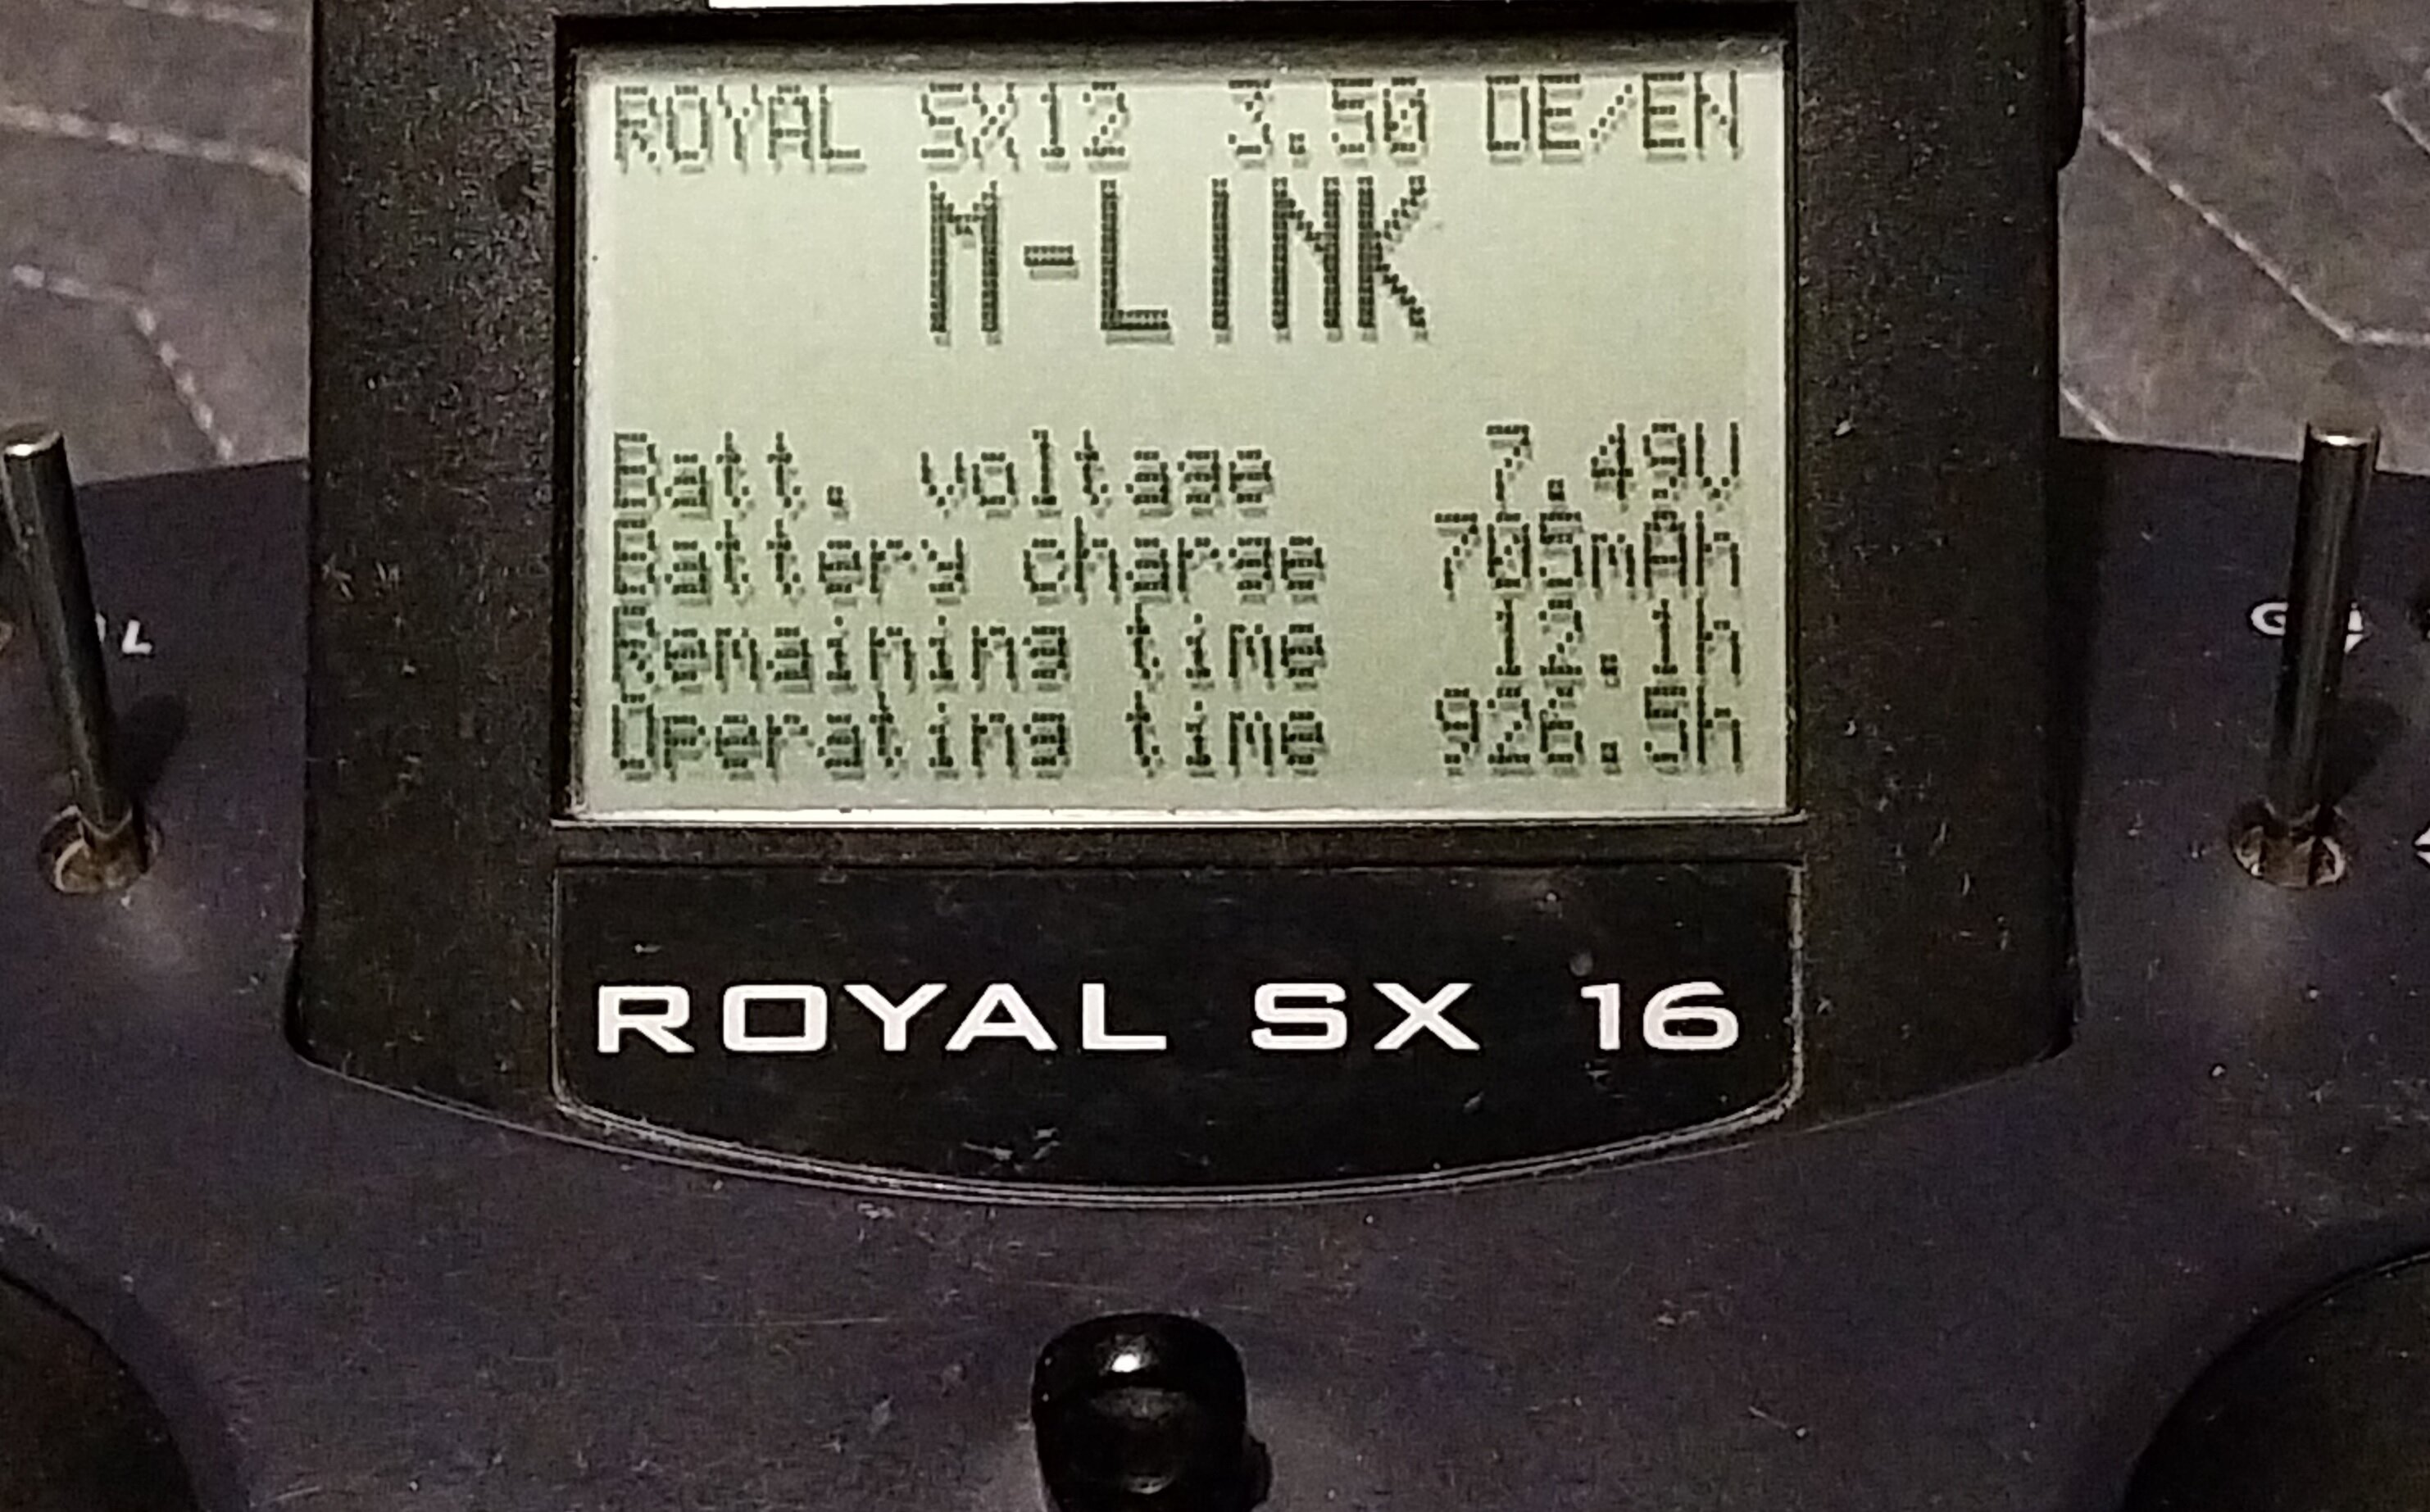 ROYAL SX12 3.50 DE/EN
M-LINK
Batt. voltage 7.49V
Battery charge 705mAh
Remaining time 12.1h
Operating time 926.5h
ROYAL SX 16
L